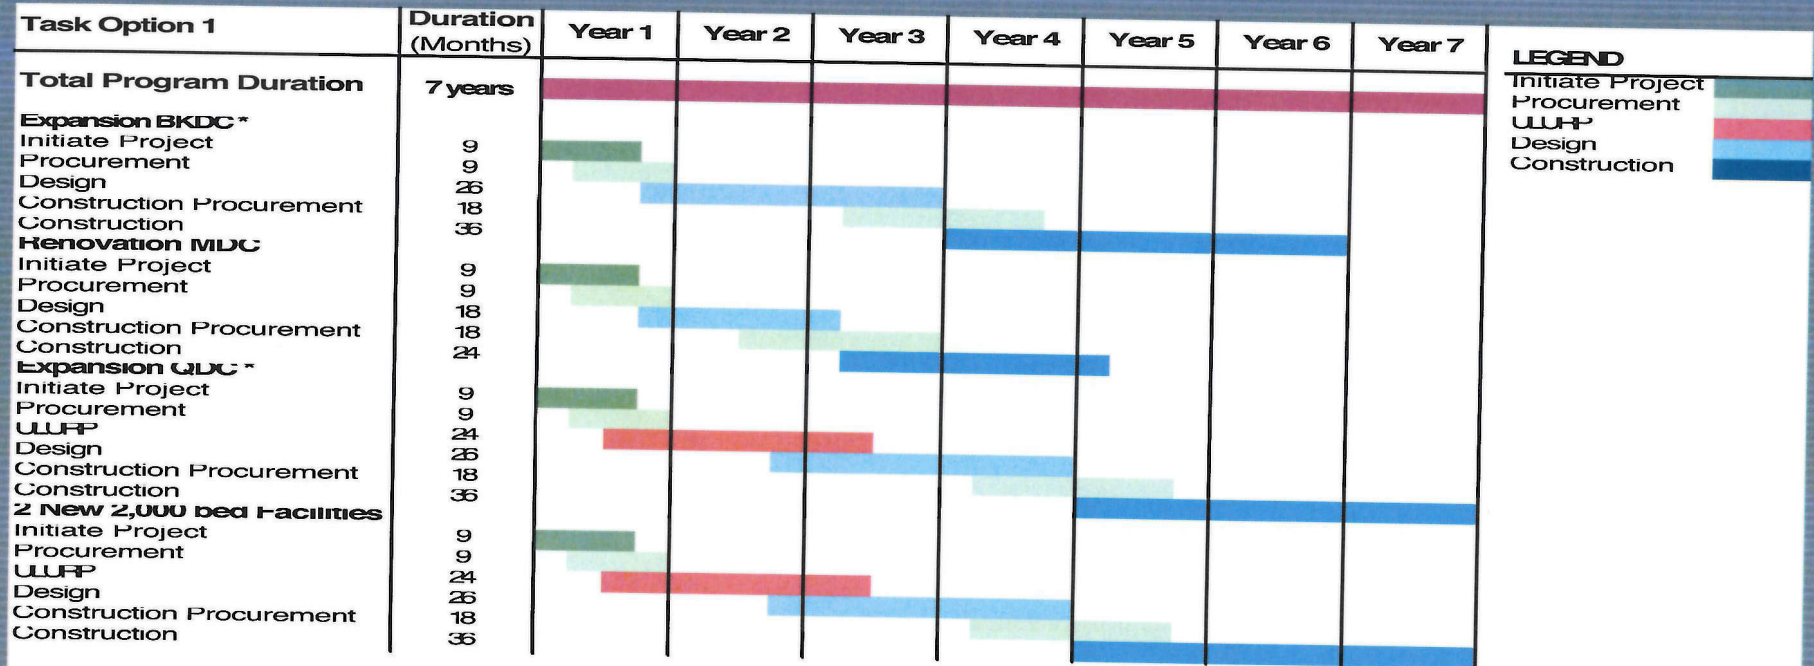 Task Option 1 Duration (Months) Year 1 Year 2 Year 3 Year 4 Year 5 Year 6 Year 7
Total Program Duration 7 years
Expansion BKDC *
Initiate Project 9
Procurement 9
Design 26
Construction Procurement 18
Construction 36
Renovation MDC
Initiate Project 9
Procurement 9
Design 18
Construction Procurement 18
Construction 24
Expansion QDC *
Initiate Project 9
Procurement 9
ULURP 24
Design 26
Construction Procurement 18
Construction 36
2 New 2,000 bed Facilities
Initiate Project 9
Procurement 9
ULURP 24
Design 26
Construction Procurement 18
Construction 36
LEGEND
Initiate Project
Procurement
ULURP
Design
Construction